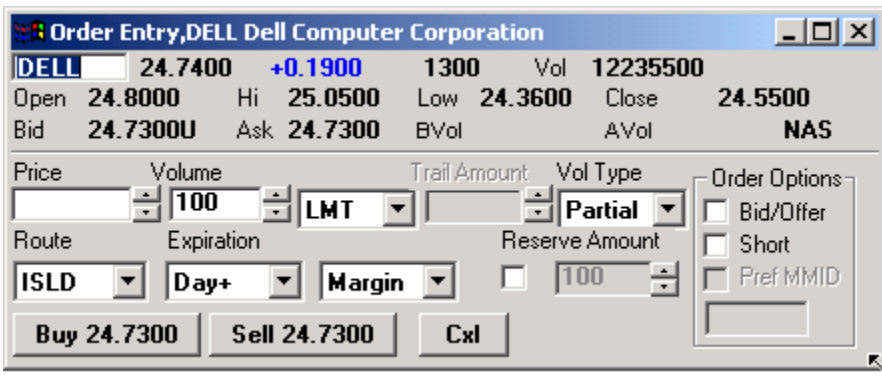 Order Entry,DELL Dell Computer Corporation
DELL 24.7400 +0.1900 1300 Vol 12235500
Open 24.8000 Hi 25.0500 Low 24.3600 Close 24.5500
Bid 24.7300U Ask 24.7300 BVol AVol NAS
Price Volume Trail Amount Vol Type Order Options
100 LMT Partial Bid/Offer
Route Expiration Reserve Amount Short
ISLD Day+ Margin 100 Pref MMID
Buy 24.7300 Sell 24.7300 Cxl